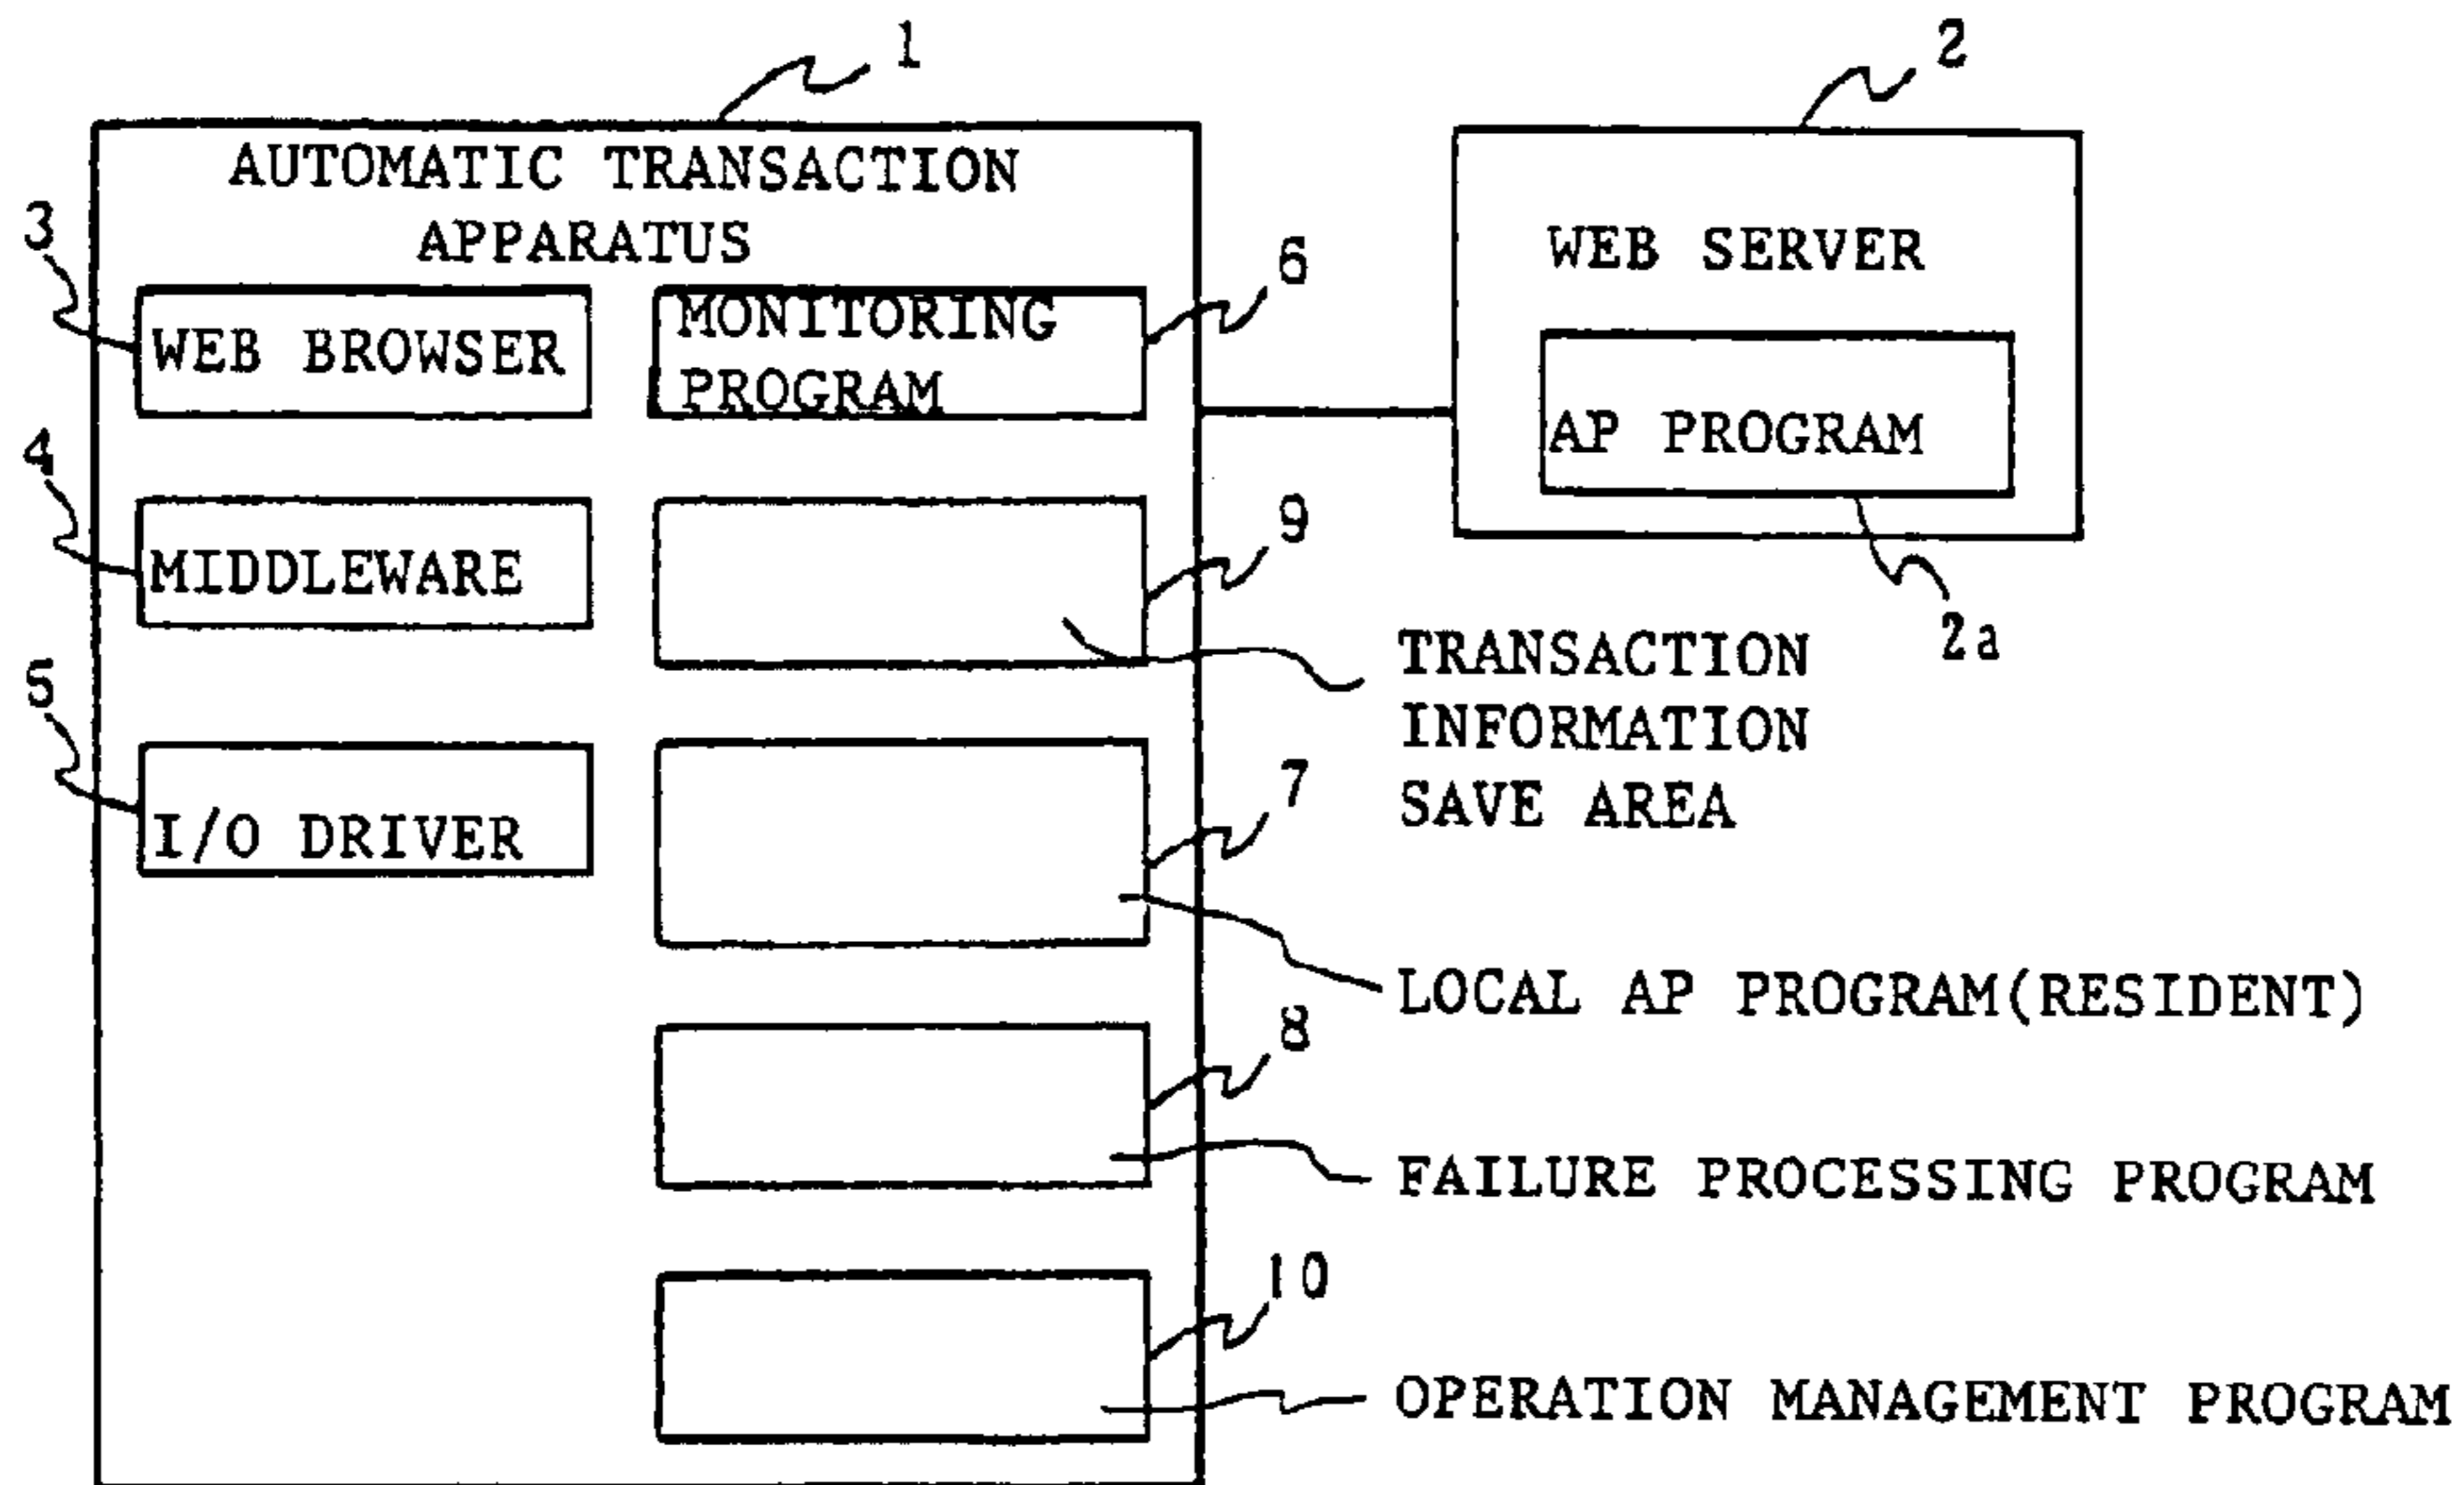 1
2
AUTOMATIC TRANSACTION
APPARATUS
3
WEB BROWSER
MONITORING
PROGRAM
6
WEB SERVER
AP PROGRAM
2a
4
MIDDLEWARE
9
TRANSACTION
INFORMATION
SAVE AREA
5
I/O DRIVER
7
LOCAL AP PROGRAM(RESIDENT)
8
FAILURE PROCESSING PROGRAM
10
OPERATION MANAGEMENT PROGRAM